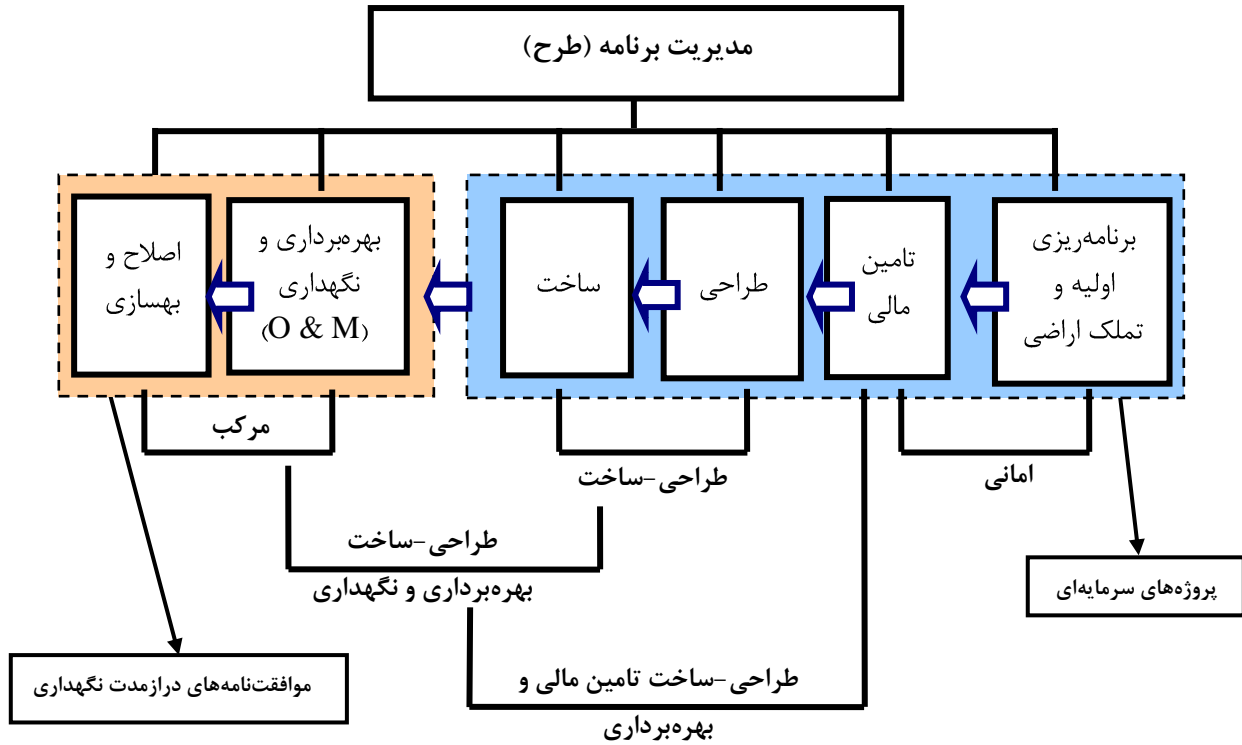 مدیریت برنامه (طرح)
برنامه‌ریزی
اولیه و
تملک اراضی
تامین
مالی
طراحی
ساخت
بهره‌برداری و
نگهداری
(O & M)
اصلاح و
بهسازی
امانی
طراحی-ساخت
مرکب
طراحی-ساخت
بهره‌برداری و نگهداری
طراحی-ساخت تامین مالی و
بهره‌برداری
پروژه‌های سرمایه‌ای
موافقت‌نامه‌های درازمدت نگهداری